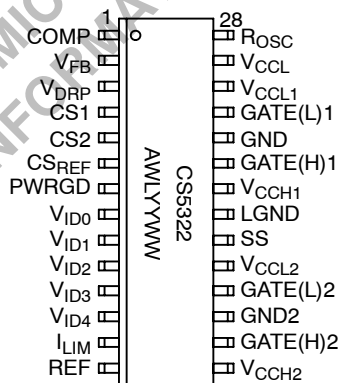 1 28
COMP ROSC
VFB VCCL
VDRP VCCL1
CS1 GATE(L)1
CS2 GND
CSREF GATE(H)1
PWRGD VCCH1
VID0 LGND
VID1 SS
VID2 VCCL2
VID3 GATE(L)2
VID4 GND2
ILIM GATE(H)2
REF VCCH2
CS5322
AWLYYWW